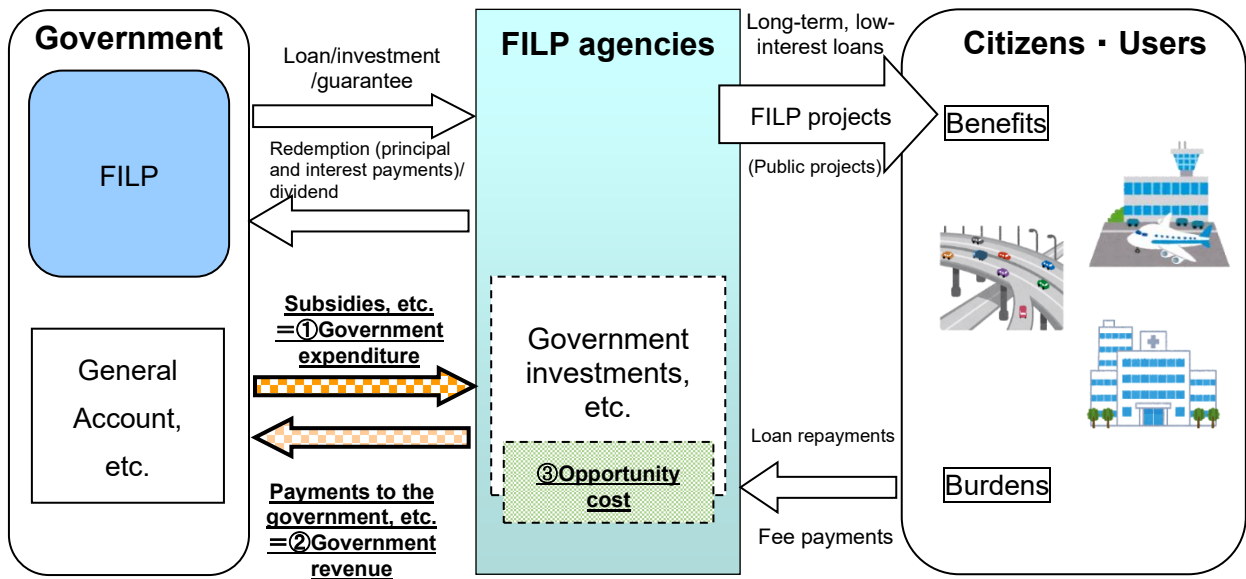 Government
FILP
General
Account,
etc.
Loan/investment
/guarantee
Redemption (principal
and interest payments)/
dividend
Subsidies, etc.
＝①Government
expenditure
Payments to the
government, etc.
＝②Government
revenue
FILP agencies
Government
investments,
etc.
③Opportunity
cost
Long-term, low-
interest loans
FILP projects
(Public projects)
Loan repayments
Fee payments
Citizens・Users
Benefits
Burdens